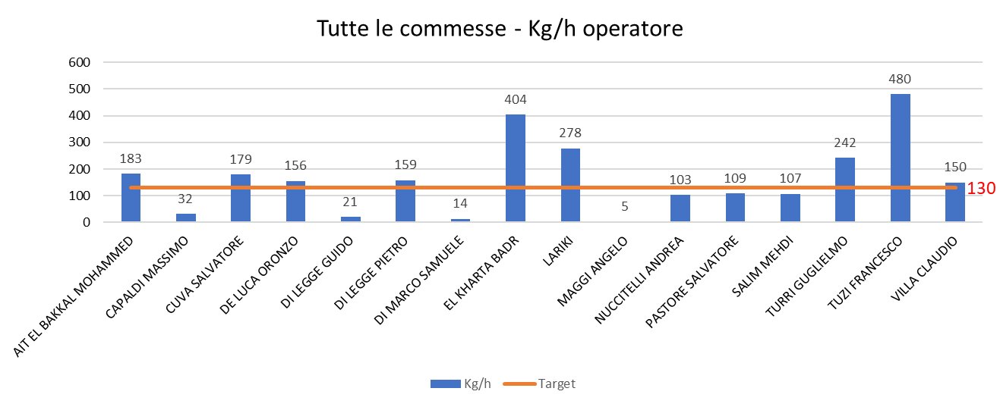 Tutte le commesse - Kg/h operatore
600
500
400
300
200
100
0
183
32
179
156
21
159
14
404
278
5
103
109
107
242
480
150
130
AIT EL BAKKAL MOHAMMED
CAPALDI MASSIMO
CUVA SALVATORE
DE LUCA ORONZO
DI LEGGE GUIDO
DI LEGGE PIETRO
DI MARCO SAMUELE
EL KHARTA BADR
LARIKI
MAGGI ANGELO
NUCCITELLI ANDREA
PASTORE SALVATORE
SALIM MEHDI
TURRI GUGLIELMO
TUZI FRANCESCO
VILLA CLAUDIO
Kg/h
Target